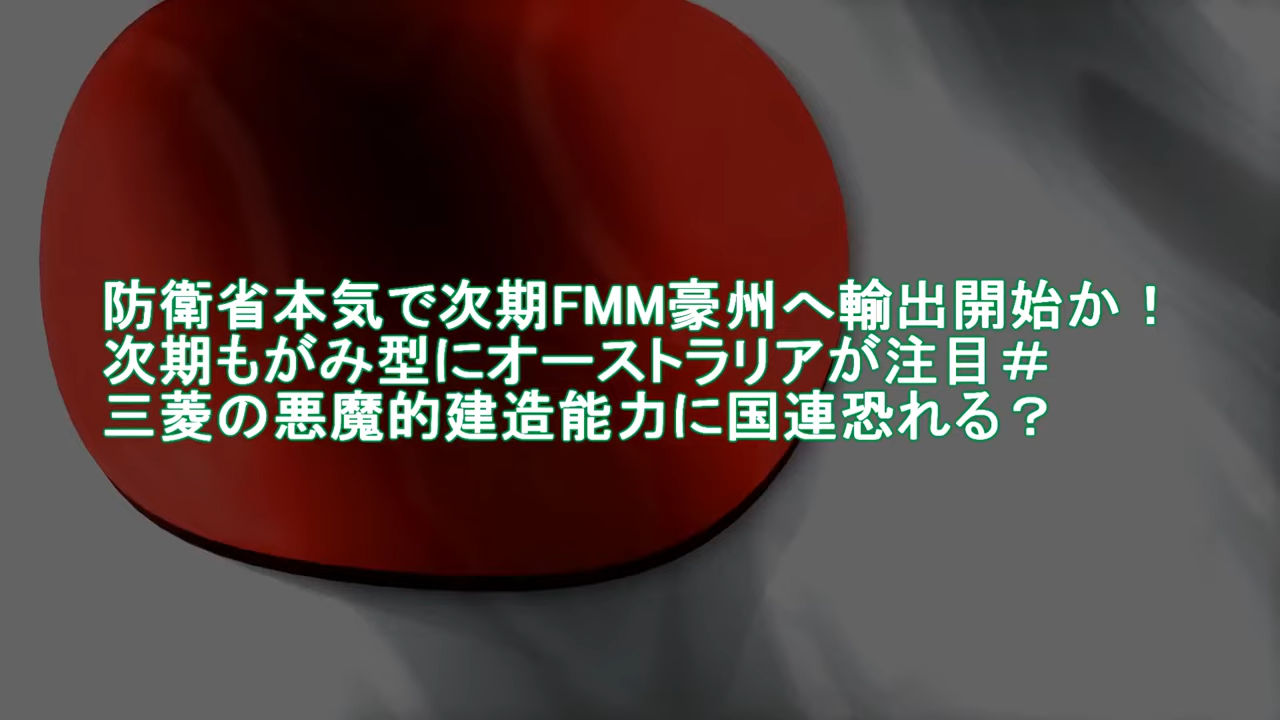 防衛省本気で次期FMM豪州へ輸出開始か！
次期もがみ型にオーストラリアが注目＃
三菱の悪魔的建造能力に国連恐れる？